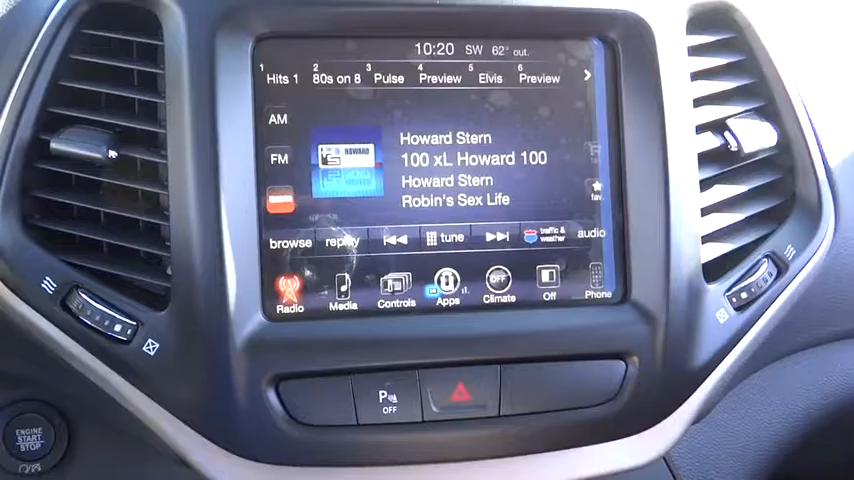 10:20 SW 62° out.
1 Hits 1 2 80s on 8 3 Pulse 4 Preview 5 Elvis 6 Preview
AM
FM
HOWARD
Howard Stern
100 xL Howard 100
Howard Stern
Robin's Sex Life
fav.
browse replay tune traffic & weather audio
Radio Media Controls Apps Climate Off Phone
OFF
P OFF
ENGINE
START
STOP